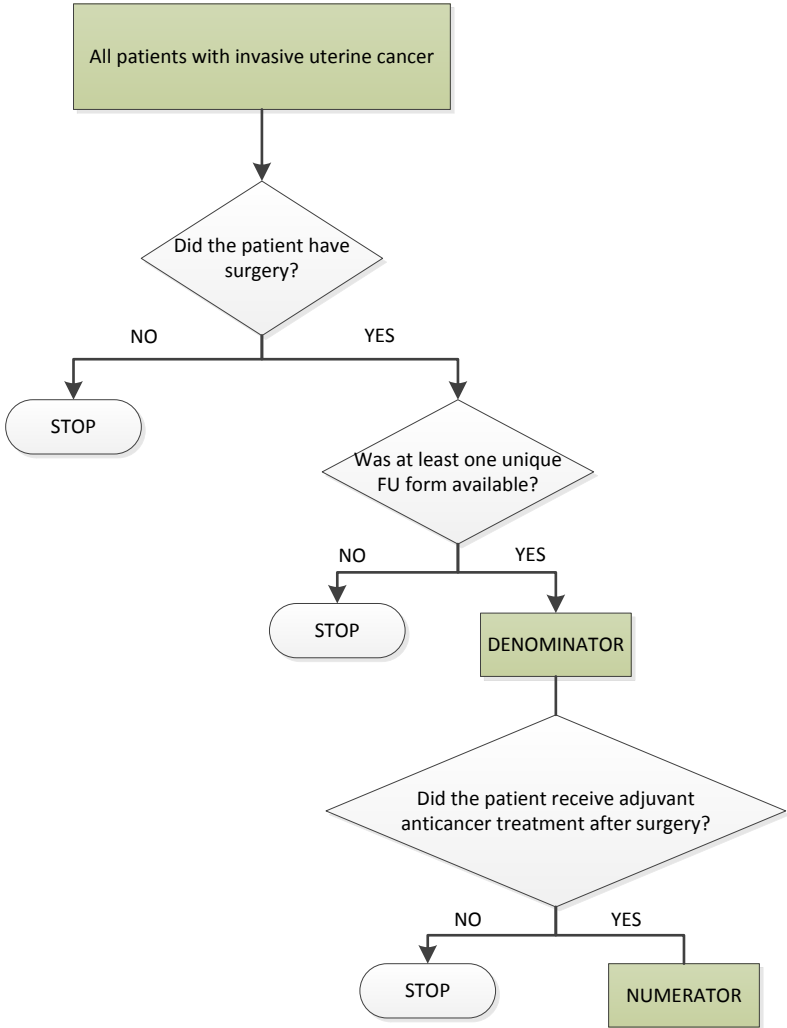 All patients with invasive uterine cancer
Did the patient have
surgery?
NO
YES
STOP
Was at least one unique
FU form available?
NO
YES
STOP
DENOMINATOR
Did the patient receive adjuvant
anticancer treatment after surgery?
NO
YES
STOP
NUMERATOR